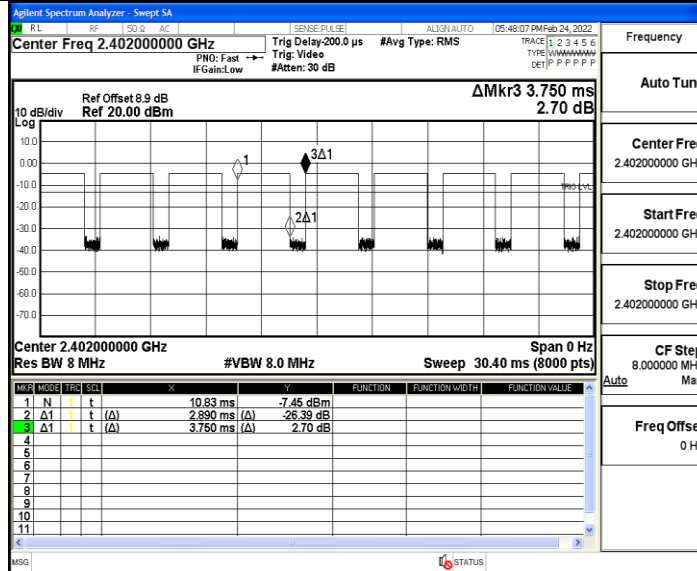 Agilent Spectrum Analyzer - Swept SA
RL RF 50 Ω AC SENSE:PULSE ALIGN AUTO 05:48:07 PM Feb 24, 2022
Center Freq 2.402000000 GHz
PNO: Fast
IFGain:Low
Trig Delay-200.0 µs
Trig: Video
#Atten: 30 dB
#Avg Type: RMS
TRACE 1 2 3 4 5 6
TYPE
DET P P P P P P
10 dB/div
Log
Ref Offset 8.9 dB
Ref 20.00 dBm
ΔMkr3 3.750 ms
2.70 dB
10.0
0.00
-10.0
-20.0
-30.0
-40.0
-50.0
-60.0
-70.0
1
3Δ1
2Δ1
TRIG LVL
Center 2.402000000 GHz
Span 0 Hz
Res BW 8 MHz
#VBW 8.0 MHz
Sweep 30.40 ms (8000 pts)
MKR MODE TRC SCL X Y FUNCTION FUNCTION WIDTH FUNCTION VALUE
1 N 1 t 10.83 ms -7.45 dBm
2 Δ1 1 t (Δ) 2.890 ms (Δ) -26.39 dB
3 Δ1 1 t (Δ) 3.750 ms (Δ) 2.70 dB
4
5
6
7
8
9
10
11
MSG
STATUS
Frequency
Auto Tun
Center Fre
2.402000000 GH
Start Fre
2.402000000 GH
Stop Fre
2.402000000 GH
CF Step
8.000000 MH
Auto Ma
Freq Offse
0 H